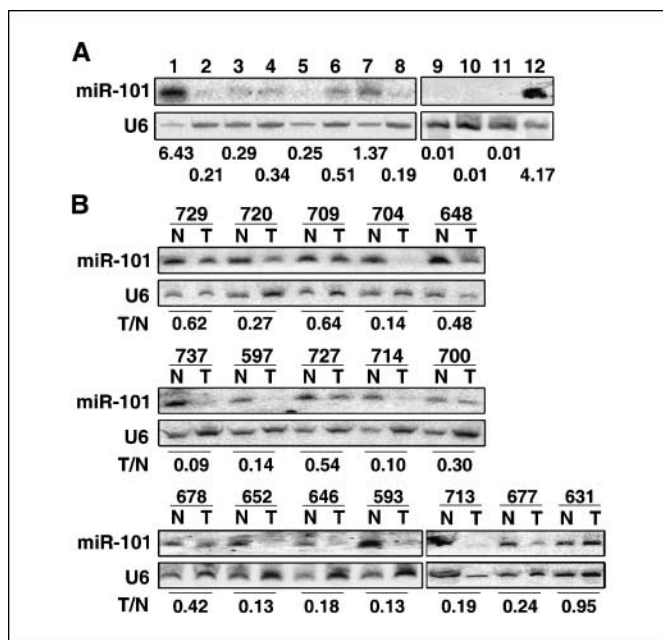 A
1 2 3 4 5 6 7 8 9 10 11 12
miR-101
U6
6.43 0.29 0.25 1.37 0.01 0.01
0.21 0.34 0.51 0.19 0.01 4.17
B
729 720 709 704 648
N T N T N T N T N T
miR-101
U6
T/N 0.62 0.27 0.64 0.14 0.48
737 597 727 714 700
N T N T N T N T N T
miR-101
U6
T/N 0.09 0.14 0.54 0.10 0.30
678 652 646 593 713 677 631
N T N T N T N T N T N T N T
miR-101
U6
T/N 0.42 0.13 0.18 0.13 0.19 0.24 0.95